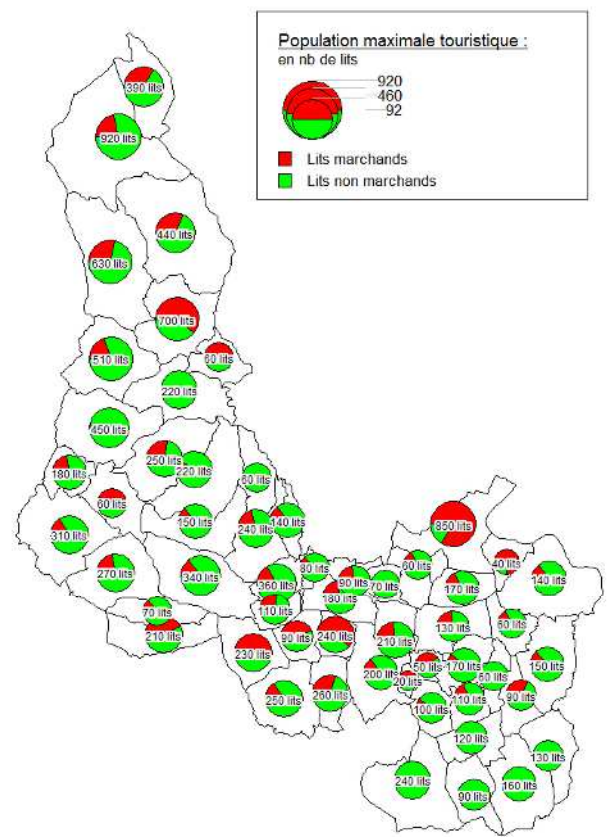 Population maximale touristique :
en nb de lits
920
460
92
Lits marchands
Lits non marchands
390 lits
920 lits
440 lits
630 lits
700 lits
510 lits
60 lits
220 lits
450 lits
250 lits
220 lits
180 lits
60 lits
60 lits
150 lits
240 lits
140 lits
310 lits
850 lits
270 lits
340 lits
360 lits
80 lits
90 lits
70 lits
60 lits
40 lits
140 lits
170 lits
180 lits
70 lits
110 lits
210 lits
90 lits
240 lits
210 lits
130 lits
60 lits
230 lits
50 lits
170 lits
60 lits
150 lits
200 lits
20 lits
250 lits
260 lits
100 lits
110 lits
90 lits
120 lits
130 lits
240 lits
90 lits
160 lits